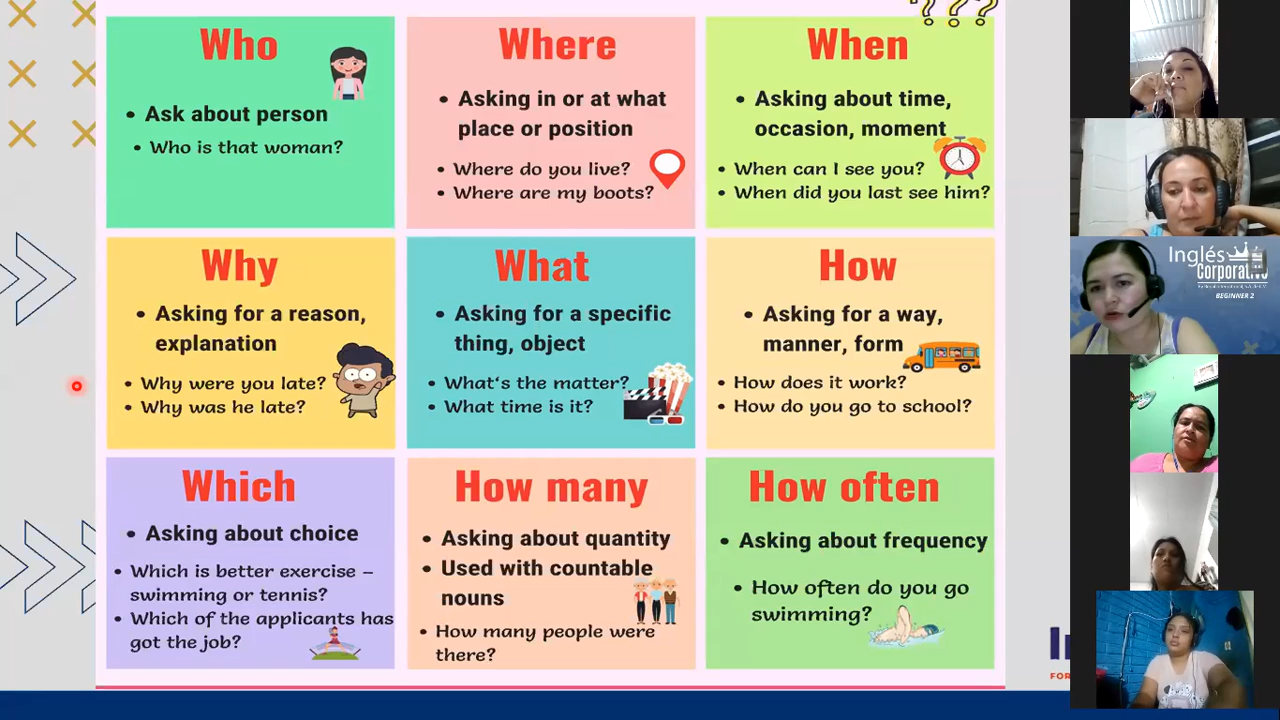 ???
Who
Ask about person
Who is that woman?
Where
Asking in or at what
place or position
Where do you live?
Where are my boots?
When
Asking about time,
occasion, moment
When can I see you?
When did you last see him?
Why
Asking for a reason,
explanation
Why were you late?
Why was he late?
What
Asking for a specific
thing, object
What's the matter?
What time is it?
How
Asking for a way,
manner, form
How does it work?
How do you go to school?
Which
Asking about choice
Which is better exercise –
swimming or tennis?
Which of the applicants has
got the job?
How many
Asking about quantity
Used with countable
nouns
How many people were
there?
How often
Asking about frequency
How often do you go
swimming?
Inglés
Corporativo
BEGINNER 2
FOR